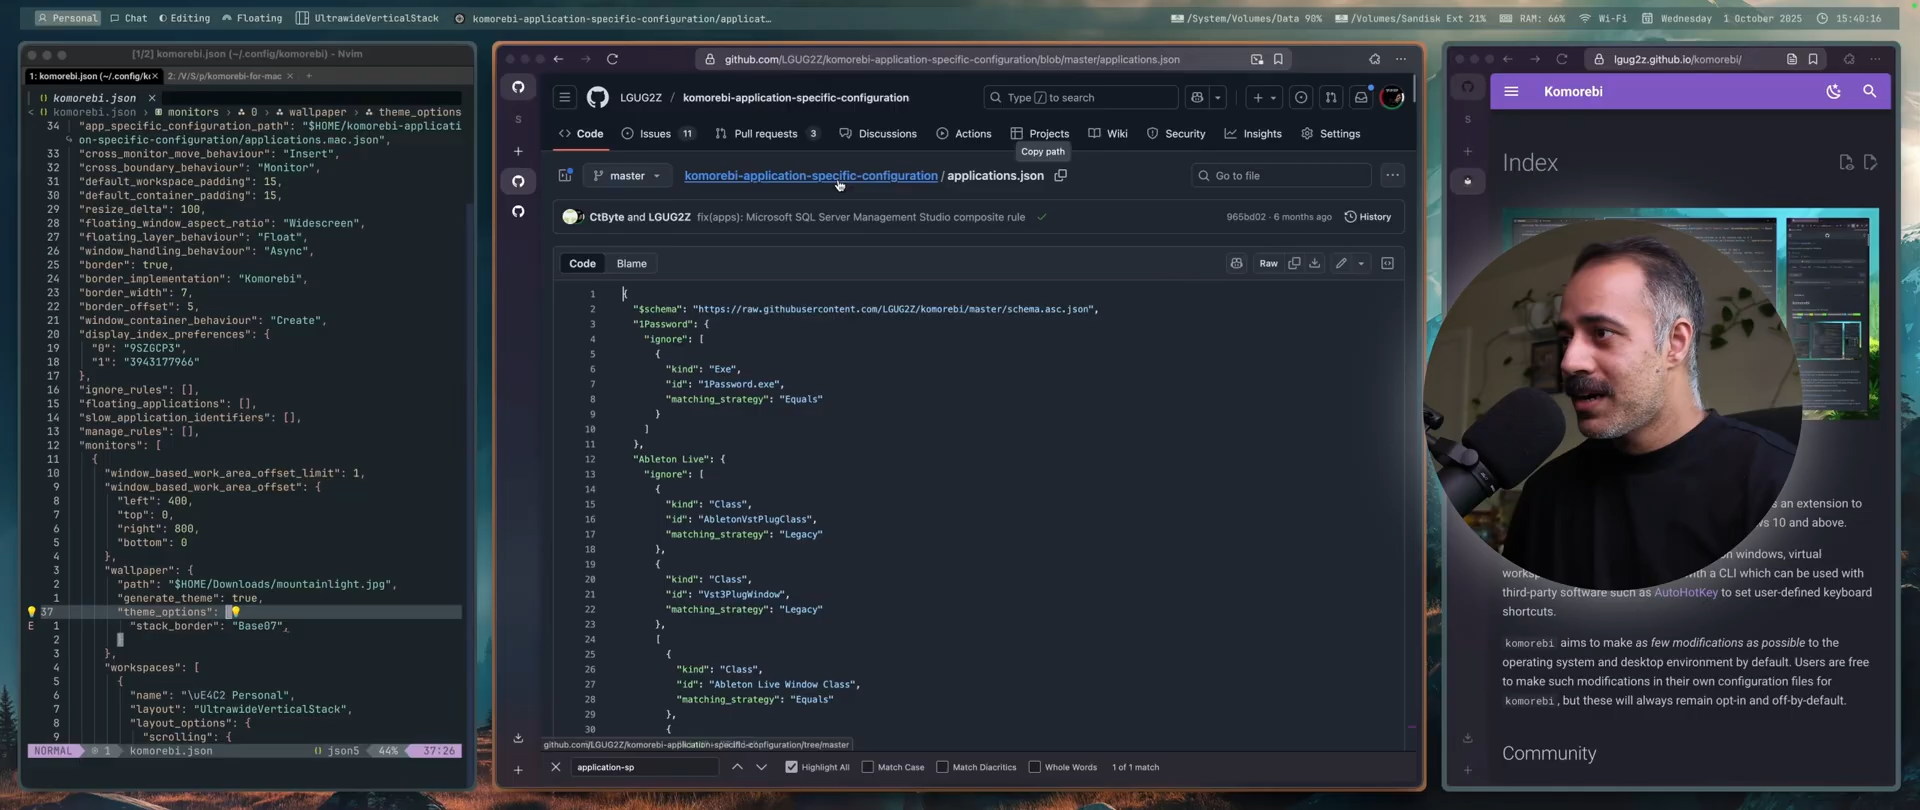 Personal Chat Editing Floating UltrawideVerticalStack komorebi-application-specific-configuration/applicat…
/System/Volumes/Data 90% /Volumes/Sandisk Ext 21% RAM: 66% Wi-Fi Wednesday 1 October 2025 15:40:16
[1/2] komorebi.json (~/.config/komorebi) - Nvim
1: komorebi.json (~/.config/k 2: /V/S/p/komorebi-for-mac × +
komorebi.json ×
< komorebi.json > monitors > 0 > wallpaper > theme_options
34 "app_specific_configuration_path": "$HOME/komorebi-applicati
on-specific-configuration/applications.mac.json",
33 "cross_monitor_move_behaviour": "Insert",
32 "cross_boundary_behaviour": "Monitor",
31 "default_workspace_padding": 15,
30 "default_container_padding": 15,
29 "resize_delta": 100,
28 "floating_window_aspect_ratio": "Widescreen",
27 "floating_layer_behaviour": "Float",
26 "window_handling_behaviour": "Async",
25 "border": true,
24 "border_implementation": "Komorebi",
23 "border_width": 7,
22 "border_offset": 5,
21 "window_container_behaviour": "Create",
20 "display_index_preferences": {
19 "0": "9SZGCP3",
18 "1": "3943177966"
17 },
16 "ignore_rules": [],
15 "floating_applications": [],
14 "slow_application_identifiers": [],
13 "manage_rules": [],
12 "monitors": [
11 {
10 "window_based_work_area_offset_limit": 1,
9 "window_based_work_area_offset": {
8 "left": 400,
7 "top": 0,
6 "right": 800,
5 "bottom": 0
4 },
3 "wallpaper": {
2 "path": "$HOME/Downloads/mountainlight.jpg",
1 "generate_theme": true,
37 "theme_options": {
E 1 "stack_border": "Base07",
2 }
3 },
4 "workspaces": [
5 {
6 "name": "\uE4C2 Personal",
7 "layout": "UltrawideVerticalStack",
8 "layout_options": {
9 "scrolling": {
NORMAL 1 komorebi.json {} json5 44% 37:26
github.com/LGUG2Z/komorebi-application-specific-configuration/blob/master/applications.json
LGUG2Z / komorebi-application-specific-configuration
Type / to search
Code Issues 11 Pull requests 3 Discussions Actions Projects Wiki Security Insights Settings
Copy path
master komorebi-application-specific-configuration / applications.json
Go to file
CtByte and LGUG2Z fix(apps): Microsoft SQL Server Management Studio composite rule
965bd02 · 6 months ago History
Code Blame
Raw
1 {
2 "$schema": "https://raw.githubusercontent.com/LGUG2Z/komorebi/master/schema.asc.json",
3 "1Password": {
4 "ignore": [
5 {
6 "kind": "Exe",
7 "id": "1Password.exe",
8 "matching_strategy": "Equals"
9 }
10 ]
11 },
12 "Ableton Live": {
13 "ignore": [
14 {
15 "kind": "Class",
16 "id": "AbletonVstPlugClass",
17 "matching_strategy": "Legacy"
18 },
19 {
20 "kind": "Class",
21 "id": "Vst3PlugWindow",
22 "matching_strategy": "Legacy"
23 },
24 [
25 {
26 "kind": "Class",
27 "id": "Ableton Live Window Class",
28 "matching_strategy": "Equals"
29 },
30 {
github.com/LGUG2Z/komorebi-application-specific-configuration/tree/master
application-sp Highlight All Match Case Match Diacritics Whole Words 1 of 1 match
lgug2z.github.io/komorebi/
Komorebi
Index
s an extension to
ws 10 and above.
windows, virtual
works with a CLI which can be used with
third-party software such as AutoHotKey to set user-defined keyboard
shortcuts.
komorebi aims to make as few modifications as possible to the
operating system and desktop environment by default. Users are free
to make such modifications in their own configuration files for
komorebi, but these will always remain opt-in and off-by-default.
Community